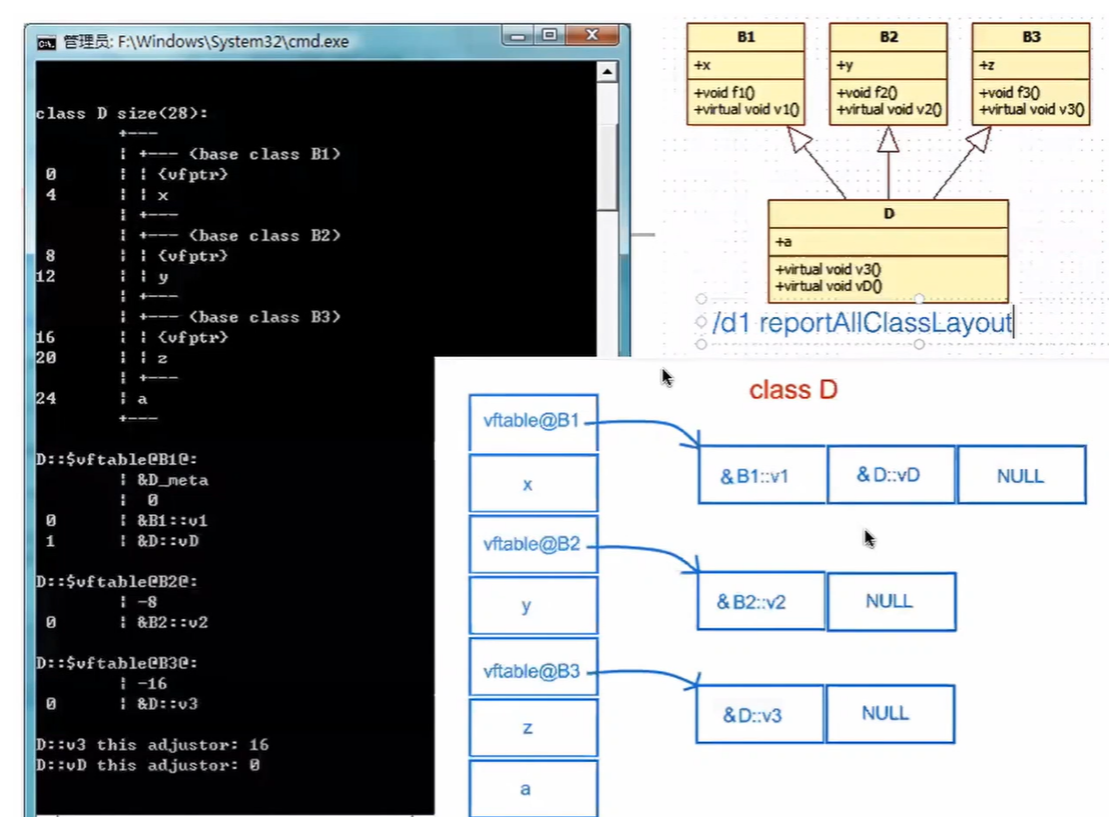 管理员: F:\Windows\System32\cmd.exe
class D size(28):
+---
| +--- (base class B1)
0 | | {vfptr}
4 | | x
| +---
| +--- (base class B2)
8 | | {vfptr}
12 | | y
| +---
| +--- (base class B3)
16 | | {vfptr}
20 | | z
| +---
24 | a
+---
D::$vftable@B1@:
| &D_meta
| 0
0 | &B1::v1
1 | &D::vD
D::$vftable@B2@:
| -8
0 | &B2::v2
D::$vftable@B3@:
| -16
0 | &D::v3
D::v3 this adjustor: 16
D::vD this adjustor: 0
B1
+x
+void f1()
+virtual void v1()
B2
+y
+void f2()
+virtual void v2()
B3
+z
+void f3()
+virtual void v3()
D
+a
+virtual void v3()
+virtual void vD()
/d1 reportAllClassLayout
class D
vftable@B1
x
vftable@B2
y
vftable@B3
z
a
&B1::v1 &D::vD NULL
&B2::v2 NULL
&D::v3 NULL